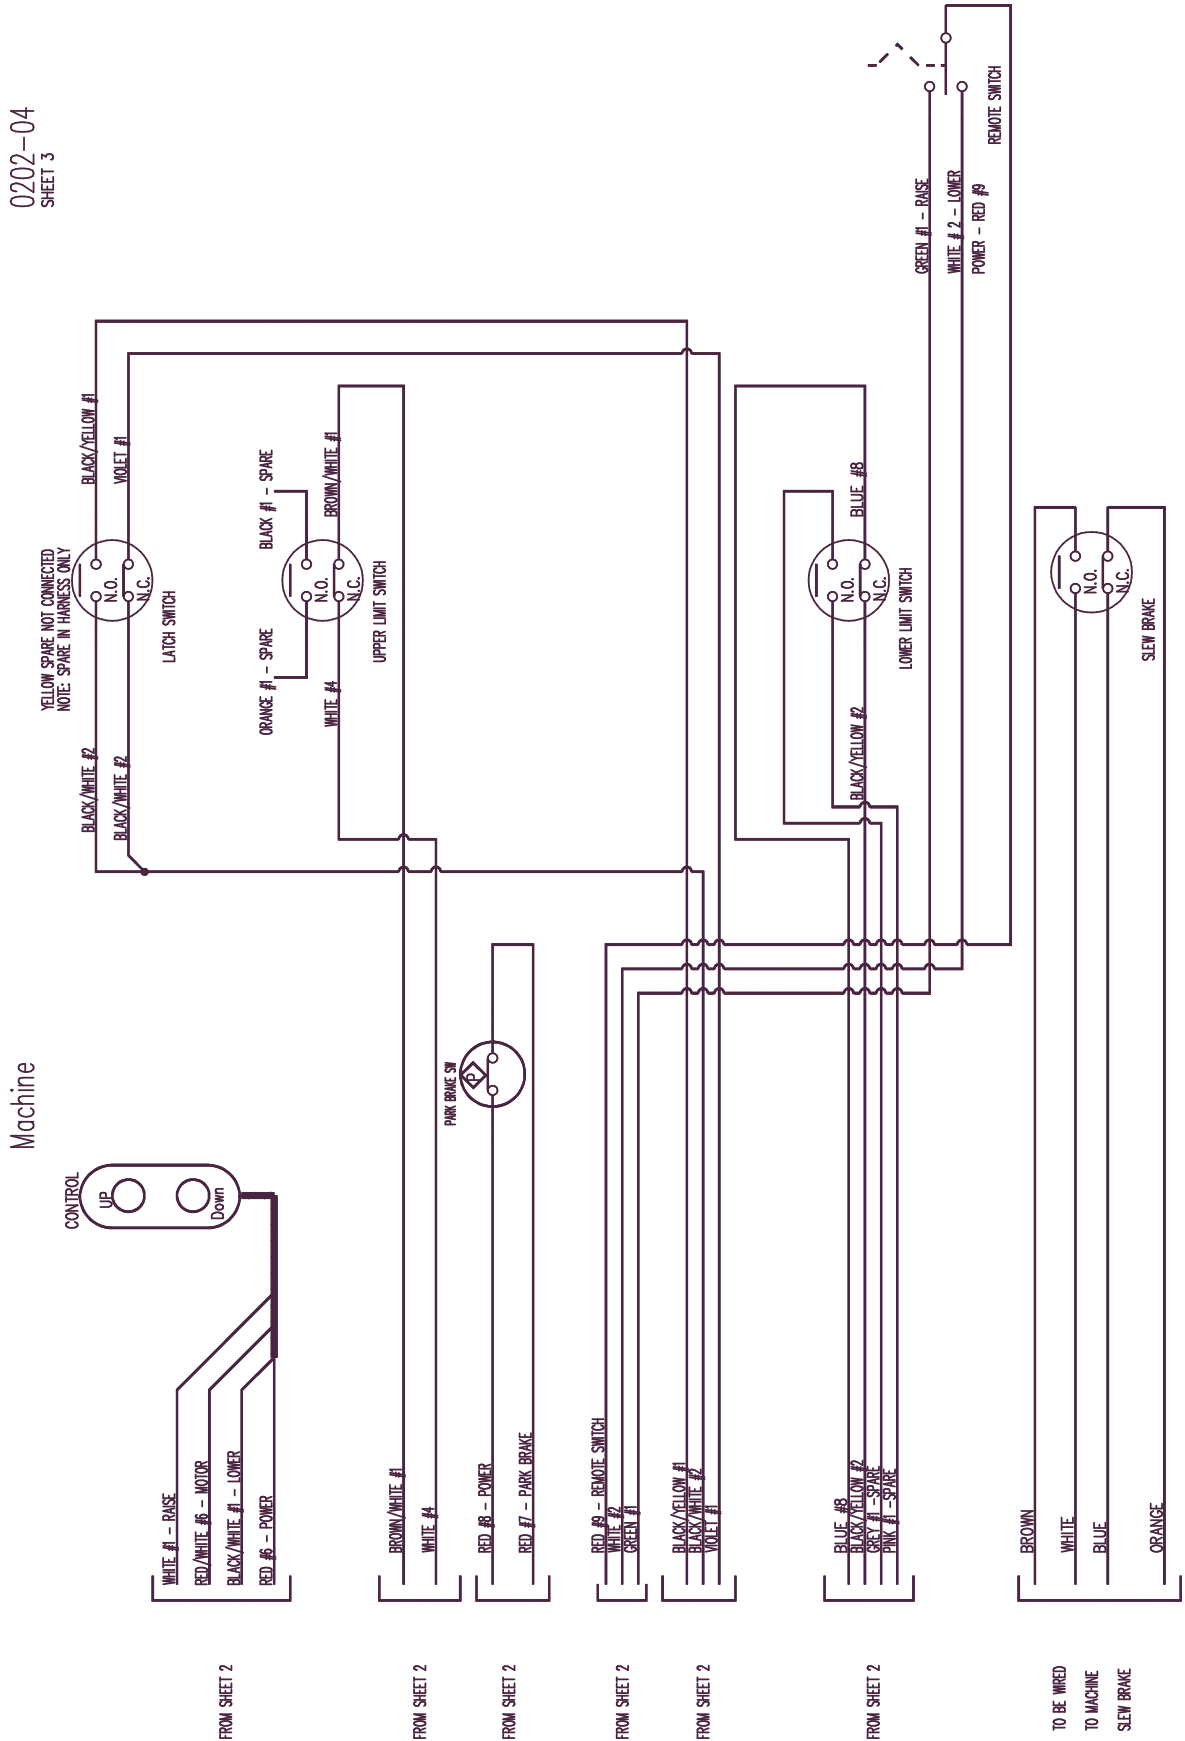 0202-04
SHEET 3
Machine
CONTROL
UP
Down
WHITE #1 - RAISE
RED/WHITE #6 - MOTOR
BLACK/WHITE #1 - LOWER
RED #6 - POWER
FROM SHEET 2
YELLOW SPARE NOT CONNECTED
NOTE: SPARE IN HARNESS ONLY
BLACK/WHITE #2
BLACK/WHITE #2
BLACK/YELLOW #1
VIOLET #1
N.O.
N.C.
LATCH SWITCH
ORANGE #1 - SPARE
BLACK #1 - SPARE
WHITE #4
BROWN/WHITE #1
N.O.
N.C.
UPPER LIMIT SWITCH
BROWN/WHITE #1
WHITE #4
FROM SHEET 2
PARK BRAKE SW
P
RED #8 - POWER
RED #7 - PARK BRAKE
FROM SHEET 2
RED #9 - REMOTE SWITCH
WHITE #2
GREEN #1
FROM SHEET 2
BLACK/YELLOW #1
BLACK/WHITE #2
VIOLET #1
FROM SHEET 2
BLACK/YELLOW #2
BLUE #8
N.O.
N.C.
LOWER LIMIT SWITCH
BLUE #8
BLACK/YELLOW #2
GREY #1 -SPARE
PINK #1 -SPARE
FROM SHEET 2
GREEN #1 - RAISE
WHITE # 2 - LOWER
POWER - RED #9
REMOTE SWITCH
N.O.
N.C.
SLEW BRAKE
BROWN
WHITE
BLUE
ORANGE
TO BE WIRED
TO MACHINE
SLEW BRAKE